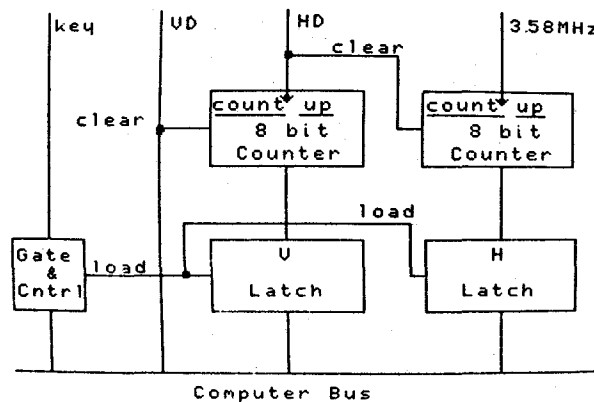 key VD HD 3.58MHz
clear
count up
8 bit
Counter
count up
8 bit
Counter
clear
load
Gate
&
Cntrl
load
V
Latch
H
Latch
Computer Bus